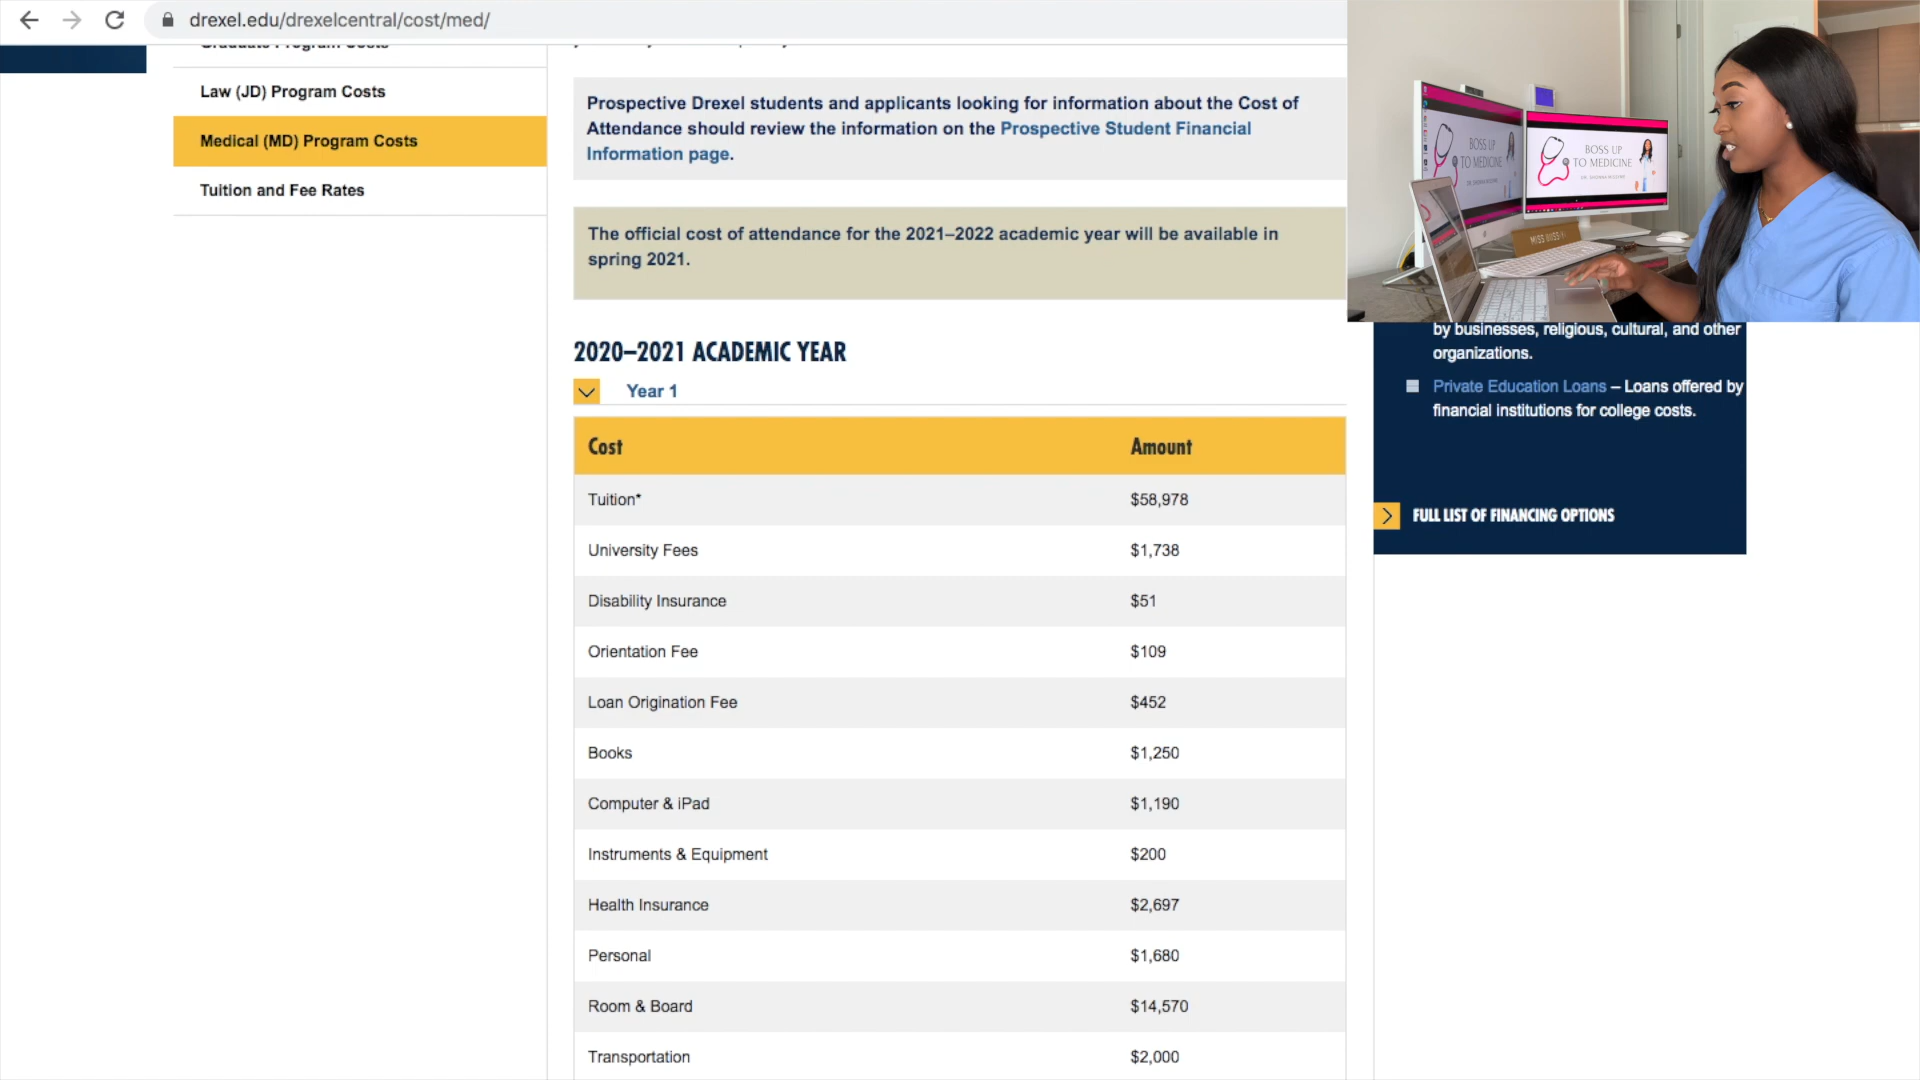 drexel.edu/drexelcentral/cost/med/
Law (JD) Program Costs
Medical (MD) Program Costs
Tuition and Fee Rates
Prospective Drexel students and applicants looking for information about the Cost of
Attendance should review the information on the Prospective Student Financial
Information page.
The official cost of attendance for the 2021–2022 academic year will be available in
spring 2021.
2020–2021 ACADEMIC YEAR
Year 1
Cost Amount
Tuition* $58,978
University Fees $1,738
Disability Insurance $51
Orientation Fee $109
Loan Origination Fee $452
Books $1,250
Computer & iPad $1,190
Instruments & Equipment $200
Health Insurance $2,697
Personal $1,680
Room & Board $14,570
Transportation $2,000
BOSS UP
TO MEDICINE
BOSS UP
TO MEDICINE
by businesses, religious, cultural, and other
organizations.
Private Education Loans – Loans offered by
financial institutions for college costs.
FULL LIST OF FINANCING OPTIONS